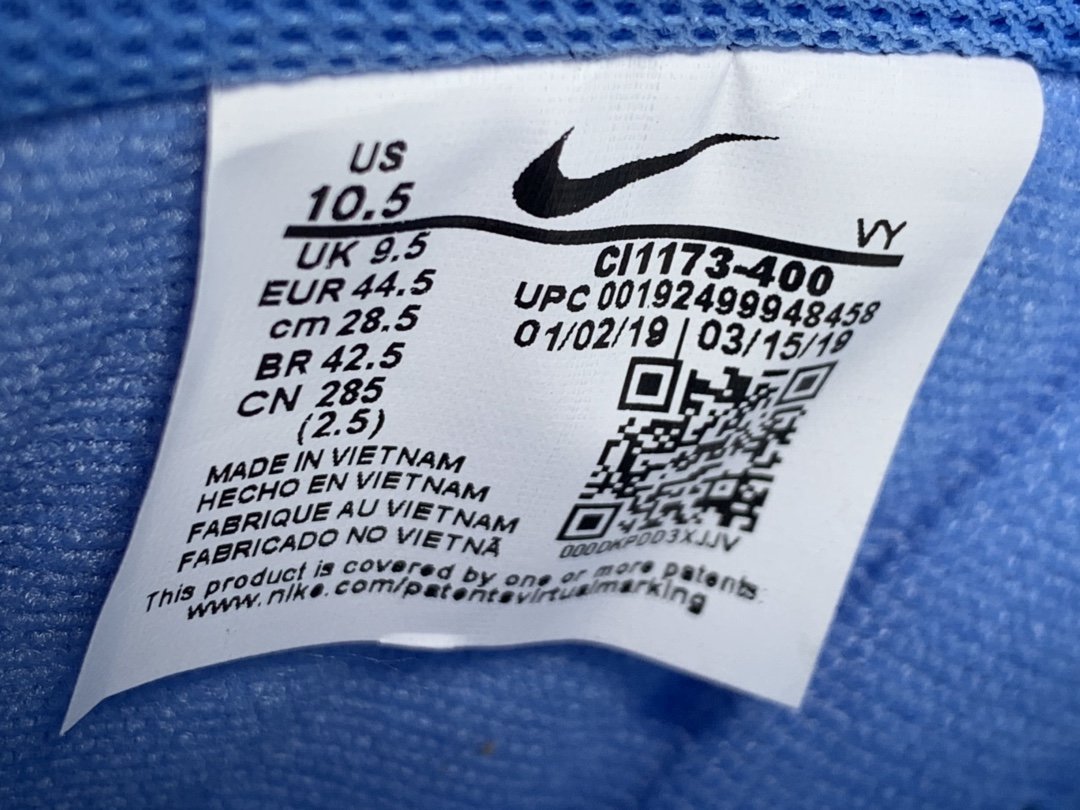 US
10.5
UK 9.5
EUR 44.5
cm 28.5
BR 42.5
CN 285
(2.5)
MADE IN VIETNAM
HECHO EN VIETNAM
FABRIQUE AU VIETNAM
FABRICADO NO VIETNÃ
VY
CI1173-400
UPC 00192499948458
01/02/19 | 03/15/19
000DKPDD3XJJV
This product is covered by one or more patents.
www.nike.com/patentsvirtualmarking